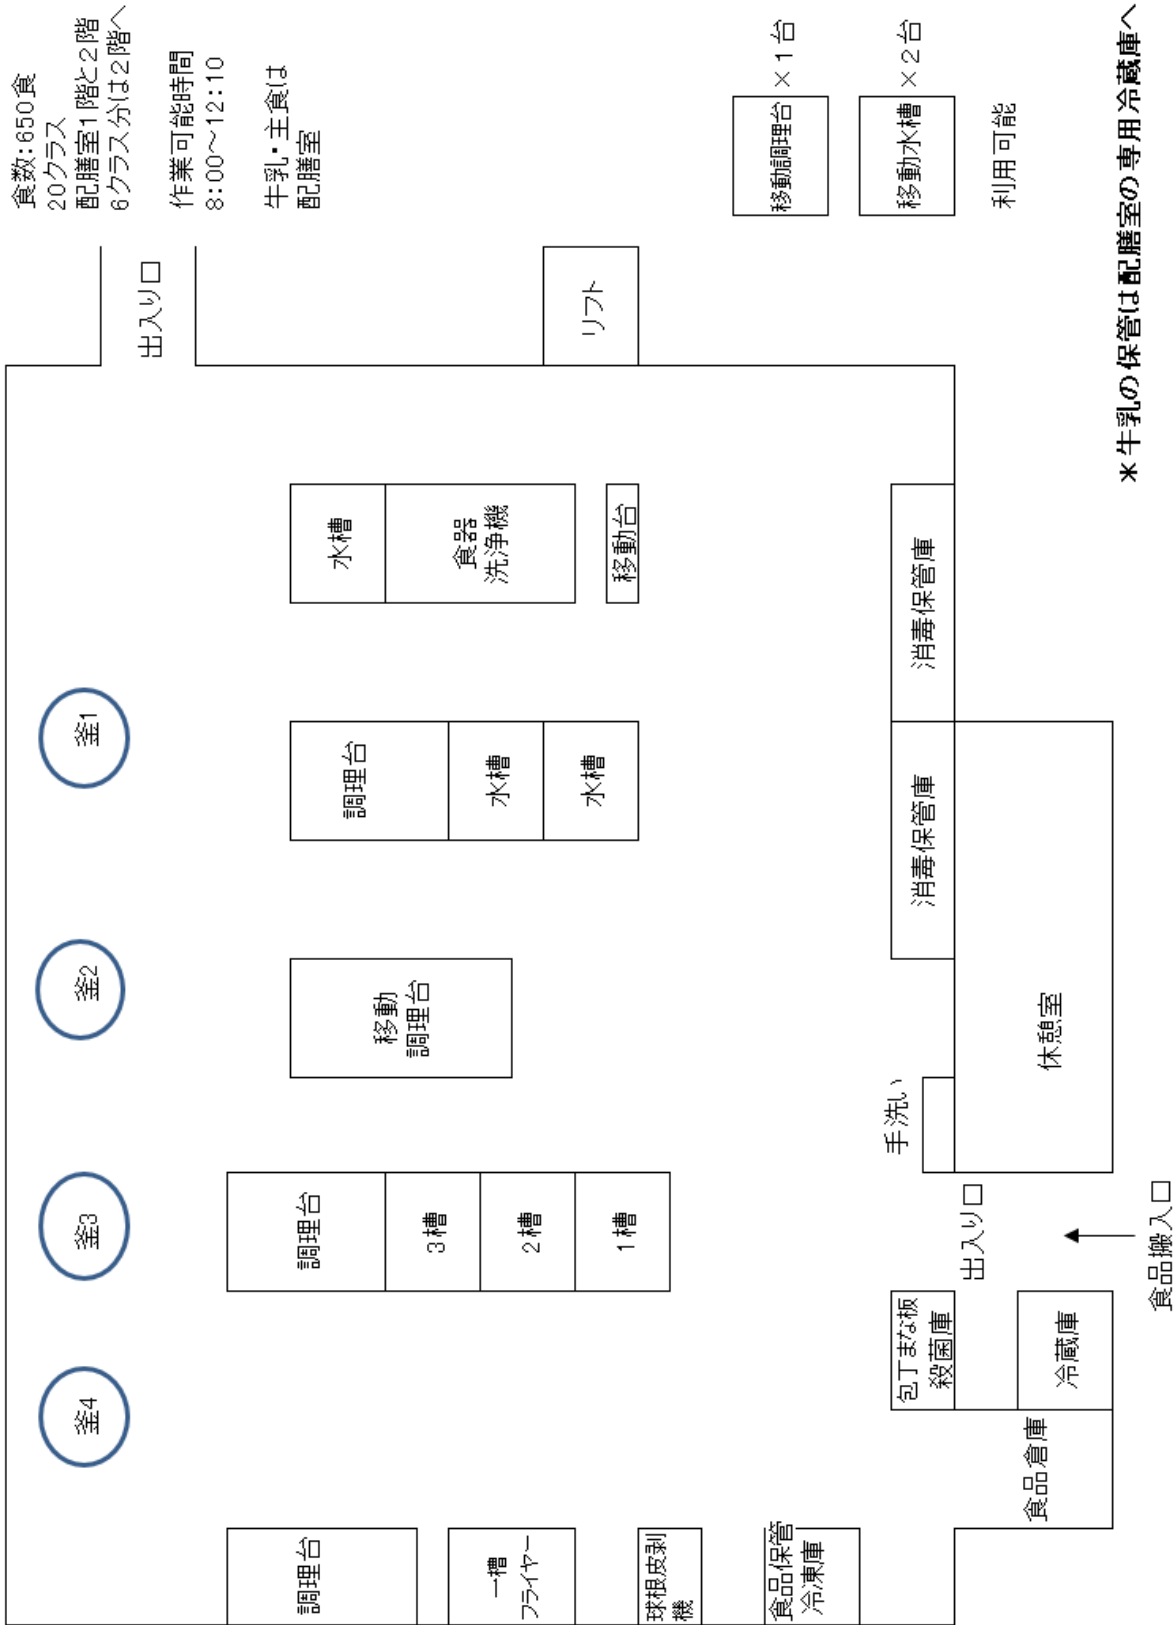 食数:650食
20クラス
配膳室1階と2階
6クラス分は2階へ
作業可能時間
8:00～12:10
牛乳・主食は
配膳室
出入り口
リフト
移動調理台
×1台
移動水槽
×2台
利用可能
*牛乳の保管は配膳室の専用冷蔵庫へ
水槽
食器
洗浄機
移動台
消毒保管庫
釜1
調理台
水槽
水槽
消毒保管庫
釜2
移動
調理台
休憩室
手洗い
釜3
調理台
3槽
2槽
1槽
出入り口
食品搬入口
釜4
包丁まな板
殺菌庫
冷蔵庫
食品倉庫
調理台
一槽
フライヤー
球根皮剥
機
食品保管
冷凍庫